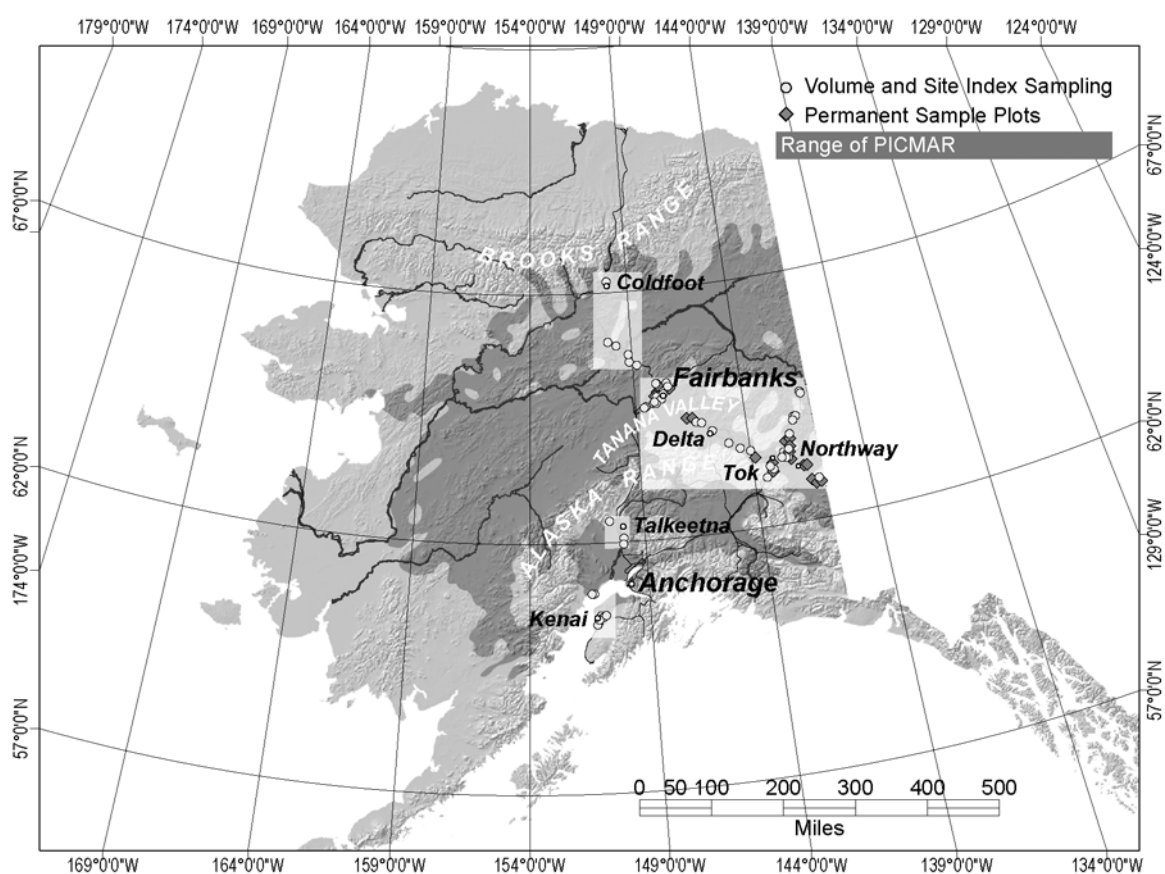 179°0'0"W 174°0'0"W 169°0'0"W 164°0'0"W 159°0'0"W 154°0'0"W 149°0'0"W 144°0'0"W 139°0'0"W 134°0'0"W 129°0'0"W 124°0'0"W
Volume and Site Index Sampling
Permanent Sample Plots
Range of PICMAR
67°0'0"N
67°0'0"N
BROOKS RANGE
124°0'0"W
Coldfoot
Fairbanks
TANANA VALLEY
Delta
Northway
62°0'0"N
62°0'0"N
Tok
ALASKA RANGE
Talkeetna
129°0'0"W
174°0'0"W
Anchorage
Kenai
57°0'0"N
57°0'0"N
0 50 100 200 300 400 500
Miles
169°0'0"W 164°0'0"W 159°0'0"W 154°0'0"W 149°0'0"W 144°0'0"W 139°0'0"W 134°0'0"W